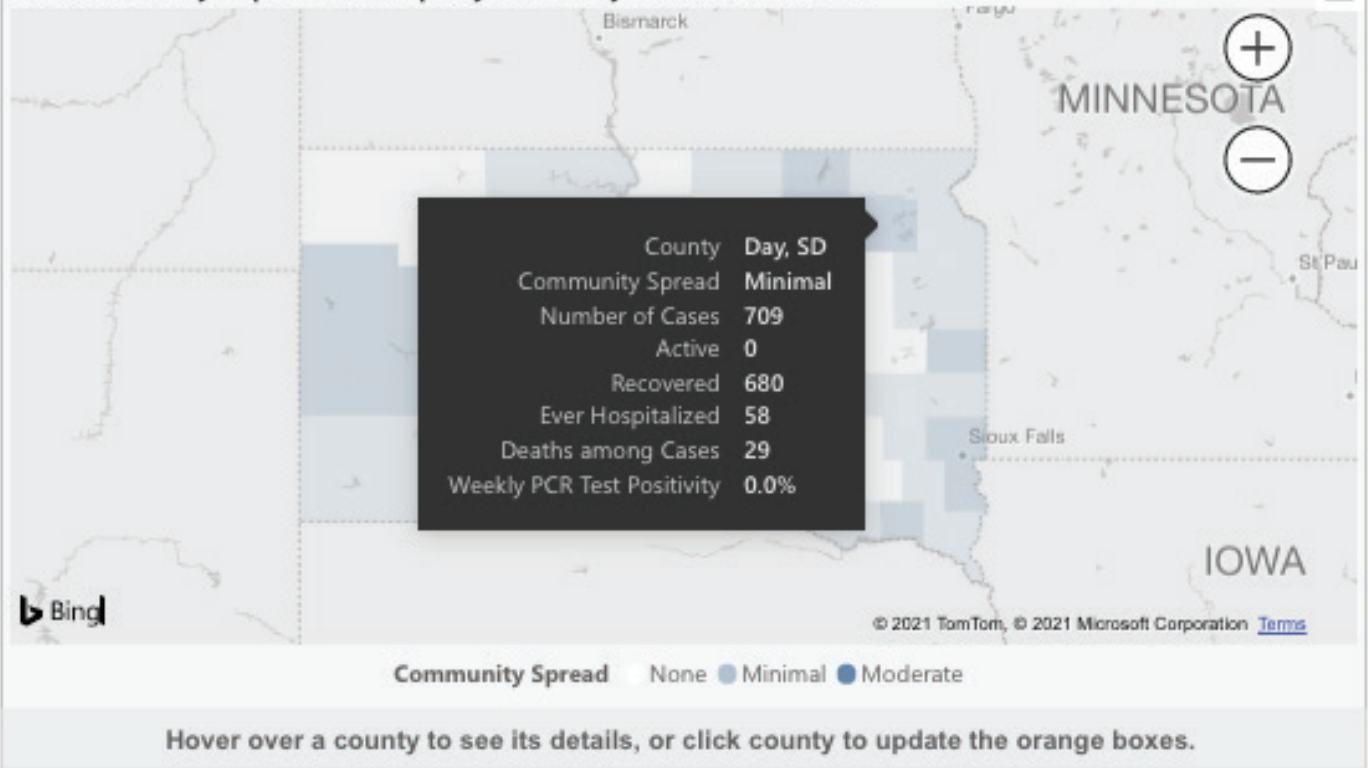 Bismarck
Fargo
MINNESOTA
County Day, SD
Community Spread Minimal
St Pau
Number of Cases 709
Active 0
Recovered 680
Ever Hospitalized 58
Sioux Falls
Deaths among Cases 29
Weekly PCR Test Positivity 0.0%
IOWA
Bing
© 2021 TomTom, © 2021 Microsoft Corporation Terms
Community Spread None Minimal Moderate
Hover over a county to see its details, or click county to update the orange boxes.